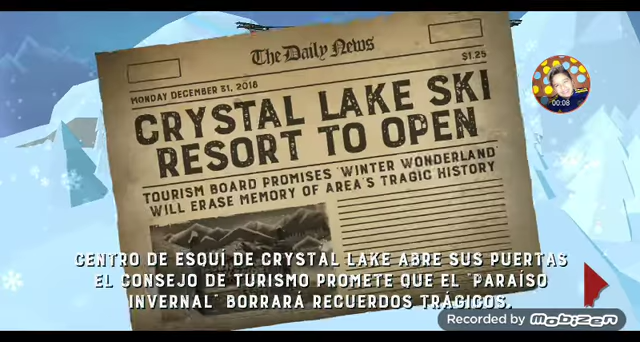 The Daily News
$1.25
MONDAY DECEMBER 31, 2018
CRYSTAL LAKE SKI
RESORT TO OPEN
TOURISM BOARD PROMISES 'WINTER WONDERLAND'
WILL ERASE MEMORY OF AREA'S TRAGIC HISTORY
00:08
CENTRO DE ESQUÍ DE CRYSTAL LAKE ABRE SUS PUERTAS
EL CONSEJO DE TURISMO PROMETE QUE EL "PARAÍSO
INVERNAL" BORRARÁ RECUERDOS TRÁGICOS.
Recorded by Mobizen